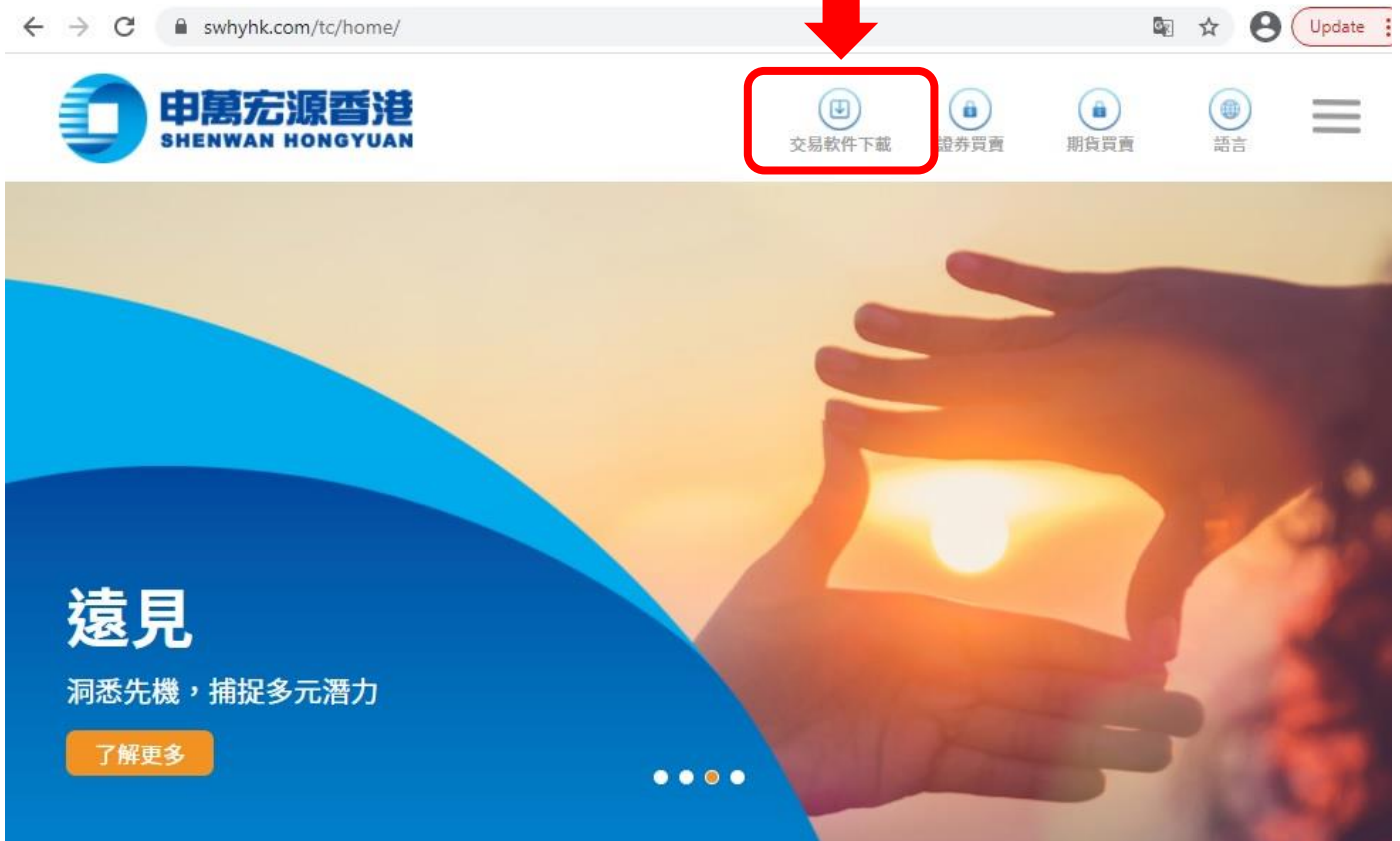 swhyhk.com/tc/home/
Update
申萬宏源香港
SHENWAN HONGYUAN
交易軟件下載
證券買賣
期貨買賣
語言
遠見
洞悉先機，捕捉多元潛力
了解更多